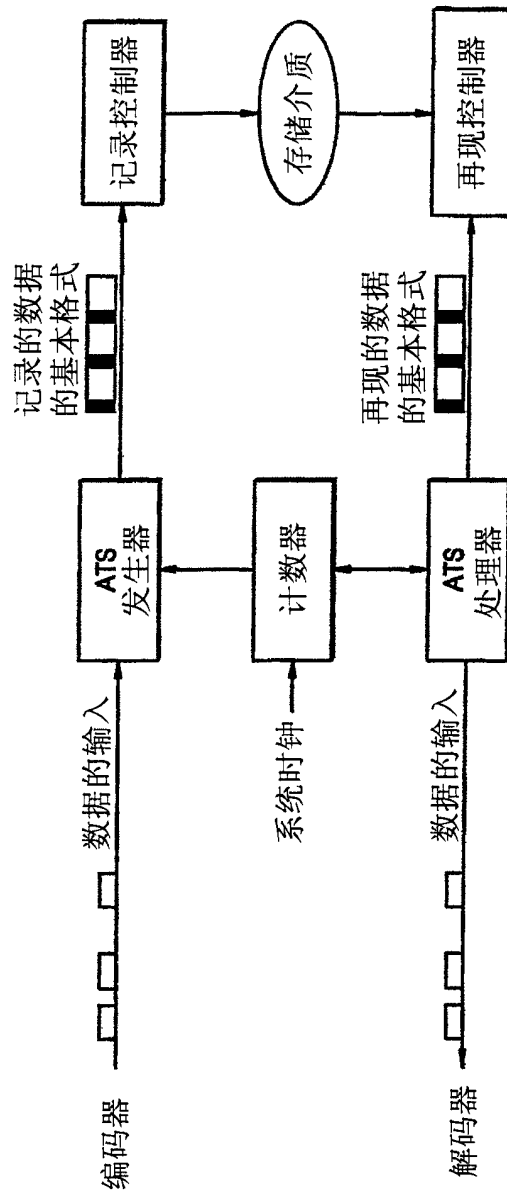 编码器
数据的输入
ATS
发生器
记录的数据
的基本格式
记录控制器
系统时钟
计数器
存储介质
解码器
数据的输入
ATS
处理器
再现的数据
的基本格式
再现控制器